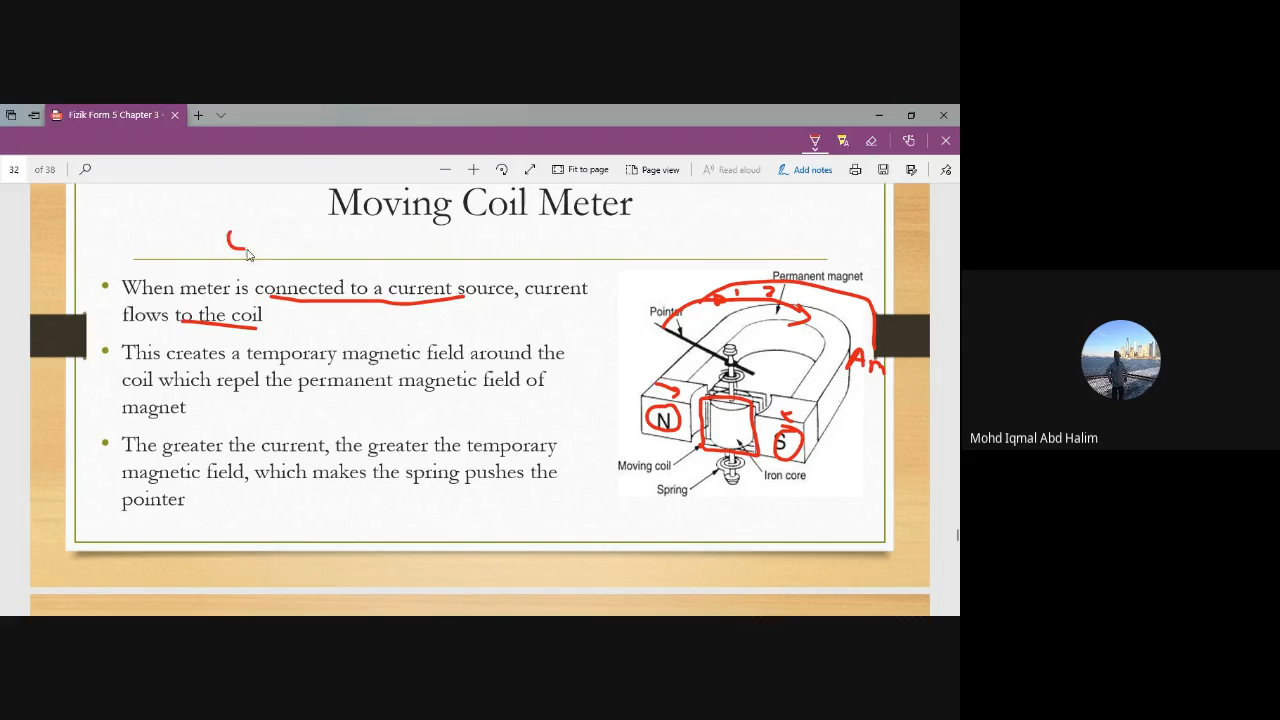 Fizik Form 5 Chapter 3 -
32 of 38
Fit to page
Page view
Read aloud
Add notes
Moving Coil Meter
When meter is connected to a current source, current
flows to the coil
This creates a temporary magnetic field around the
coil which repel the permanent magnetic field of
magnet
The greater the current, the greater the temporary
magnetic field, which makes the spring pushes the
pointer
Permanent magnet
1 2
Pointer
Am
N
S
Moving coil
Iron core
Spring
Mohd Iqmal Abd Halim